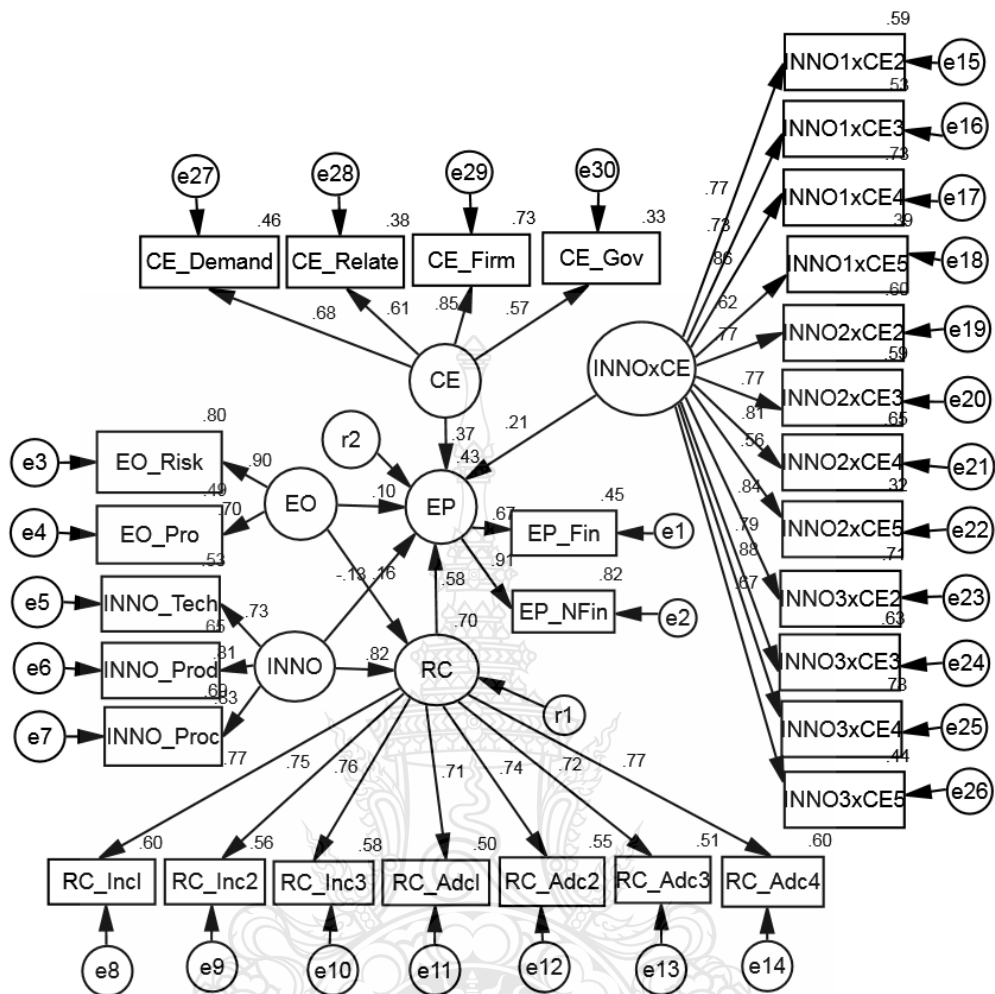 .59
INNO1xCE2
e15
.53
INNO1xCE3
e16
.73
INNO1xCE4
e17
.39
INNO1xCE5
e18
.60
INNO2xCE2
e19
.59
INNO2xCE3
e20
.65
INNO2xCE4
e21
.32
INNO2xCE5
e22
.71
INNO3xCE2
e23
.63
INNO3xCE3
e24
.78
INNO3xCE4
e25
.44
INNO3xCE5
e26
.77
.73
.86
.62
.77
.77
.81
.56
.84
.79
.88
.67
INNOxCE
.21
e27
e28
e29
e30
.46
.38
.73
.33
CE_Demand
CE_Relate
CE_Firm
CE_Gov
.68
.61
.85
.57
CE
.37
r2
.43
EP
.80
e3
EO_Risk
.90
EO
.10
.49
e4
EO_Pro
.70
.53
e5
INNO_Tech
.73
.65
e6
INNO_Prod
.81
INNO
.69
e7
INNO_Proc
.83
-.13
.16
.58
.82
.70
RC
r1
.67
.45
EP_Fin
e1
.91
.82
EP_NFin
e2
.77
.75
.76
.71
.74
.72
.77
.60
.56
.58
.50
.55
.51
.60
RC_Incl
RC_Inc2
RC_Inc3
RC_Adcl
RC_Adc2
RC_Adc3
RC_Adc4
e8
e9
e10
e11
e12
e13
e14